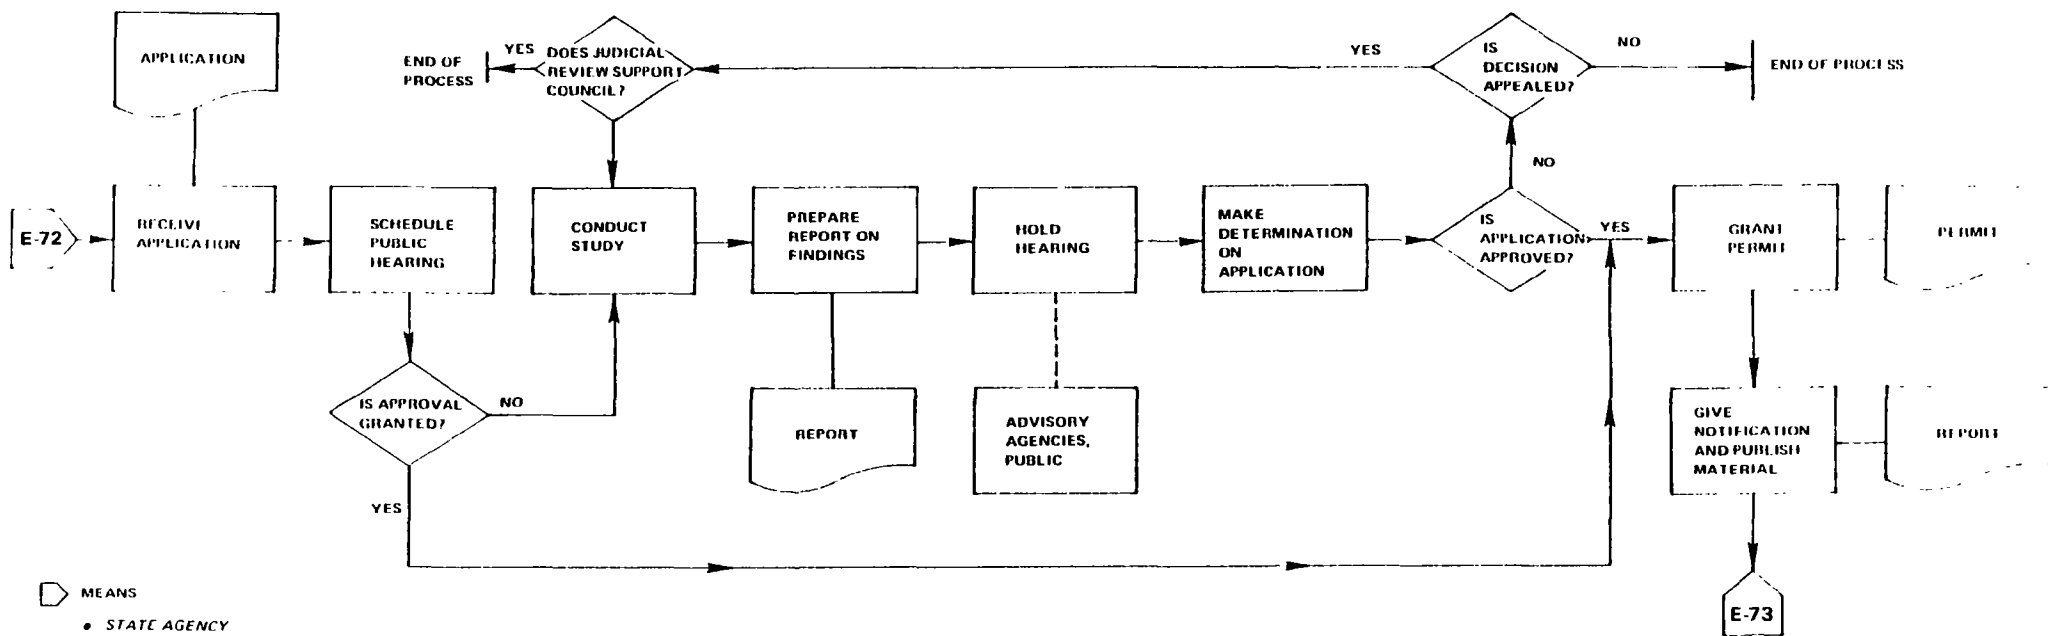 APPLICATION
END OF
PROCESS
YES
DOES JUDICIAL
REVIEW SUPPORT
COUNCIL?
YES
IS
DECISION
APPEALED?
NO
END OF PROCESS
NO
E-72
RECEIVE
APPLICATION
SCHEDULE
PUBLIC
HEARING
CONDUCT
STUDY
PREPARE
REPORT ON
FINDINGS
HOLD
HEARING
MAKE
DETERMINATION
ON
APPLICATION
IS
APPLICATION
APPROVED?
YES
GRANT
PERMIT
PERMIT
IS APPROVAL
GRANTED?
NO
YES
REPORT
ADVISORY
AGENCIES,
PUBLIC
GIVE
NOTIFICATION
AND PUBLISH
MATERIAL
REPORT
E-73
MEANS
• STATE AGENCY